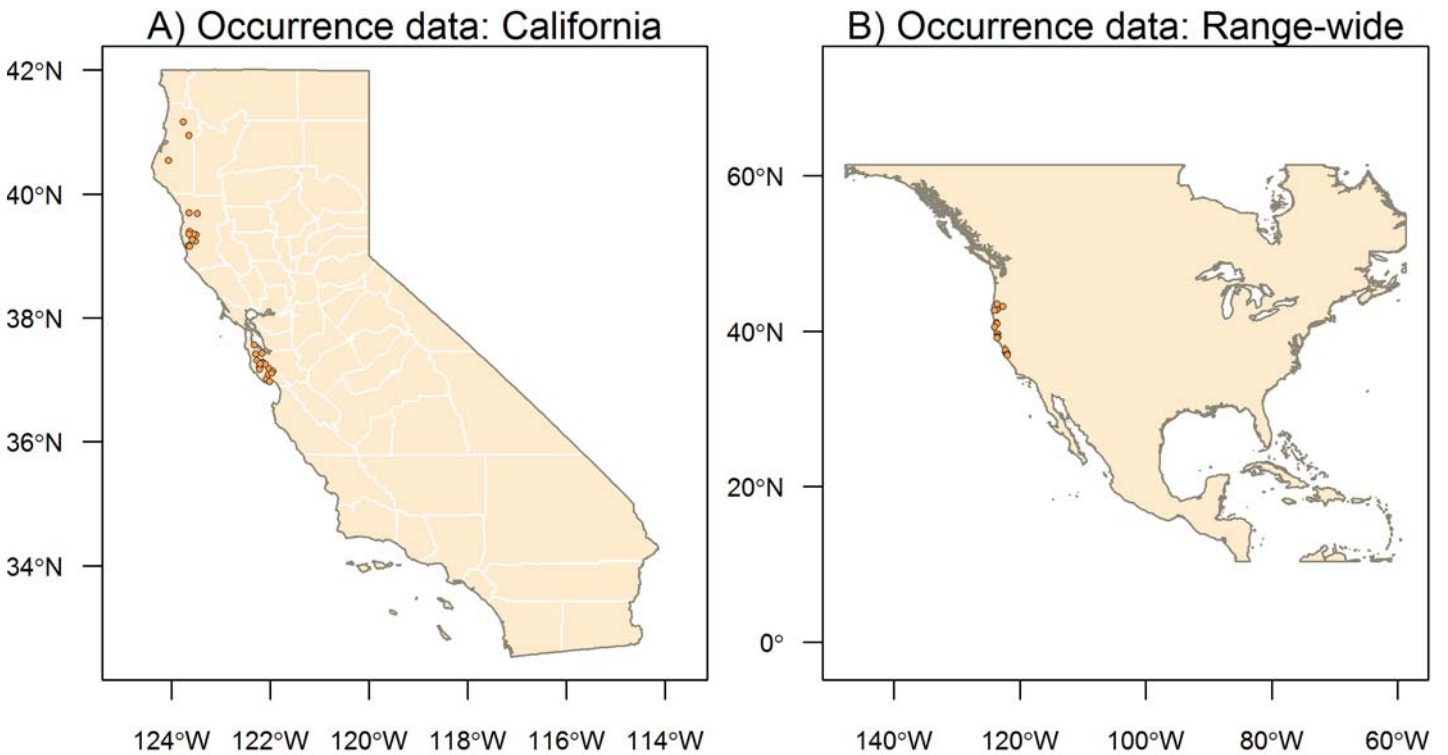 A) Occurrence data: California
42°N
40°N
38°N
36°N
34°N
124°W 122°W 120°W 118°W 116°W 114°W
B) Occurrence data: Range-wide
60°N
40°N
20°N
0°
140°W 120°W 100°W 80°W 60°W